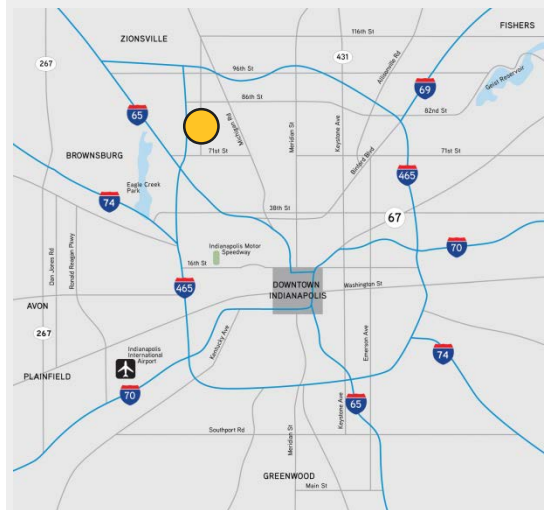 FISHERS
116th St
ZIONSVILLE
Allisonville Rd
267
431
96th St
Geist Reservoir
86th St
69
65
Michigan Rd
Meridian St
Keystone Ave
82nd St
Binford Blvd
BROWNSBURG
71st St
71st St
Eagle Creek
Park
465
74
38th St
67
Indianapolis Motor
Speedway
70
Dan Jones Rd
Ronald Reagan Pkwy
16th St
465
DOWNTOWN
INDIANAPOLIS
Washington St
AVON
267
Kentucky Ave
Emerson Ave
Indianapolis
International
Airport
74
PLAINFIELD
70
65
Keystone Ave
Southport Rd
Meridian St
GREENWOOD
Main St